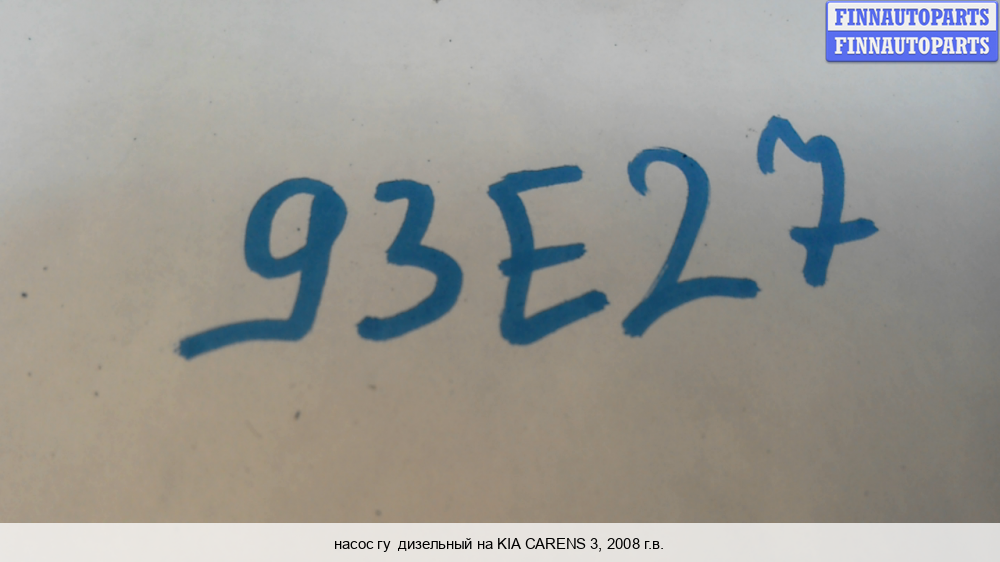 FINNAUTOPARTS
FINNAUTOPARTS
93E27
насос гу дизельный на KIA CARENS 3, 2008 г.в.